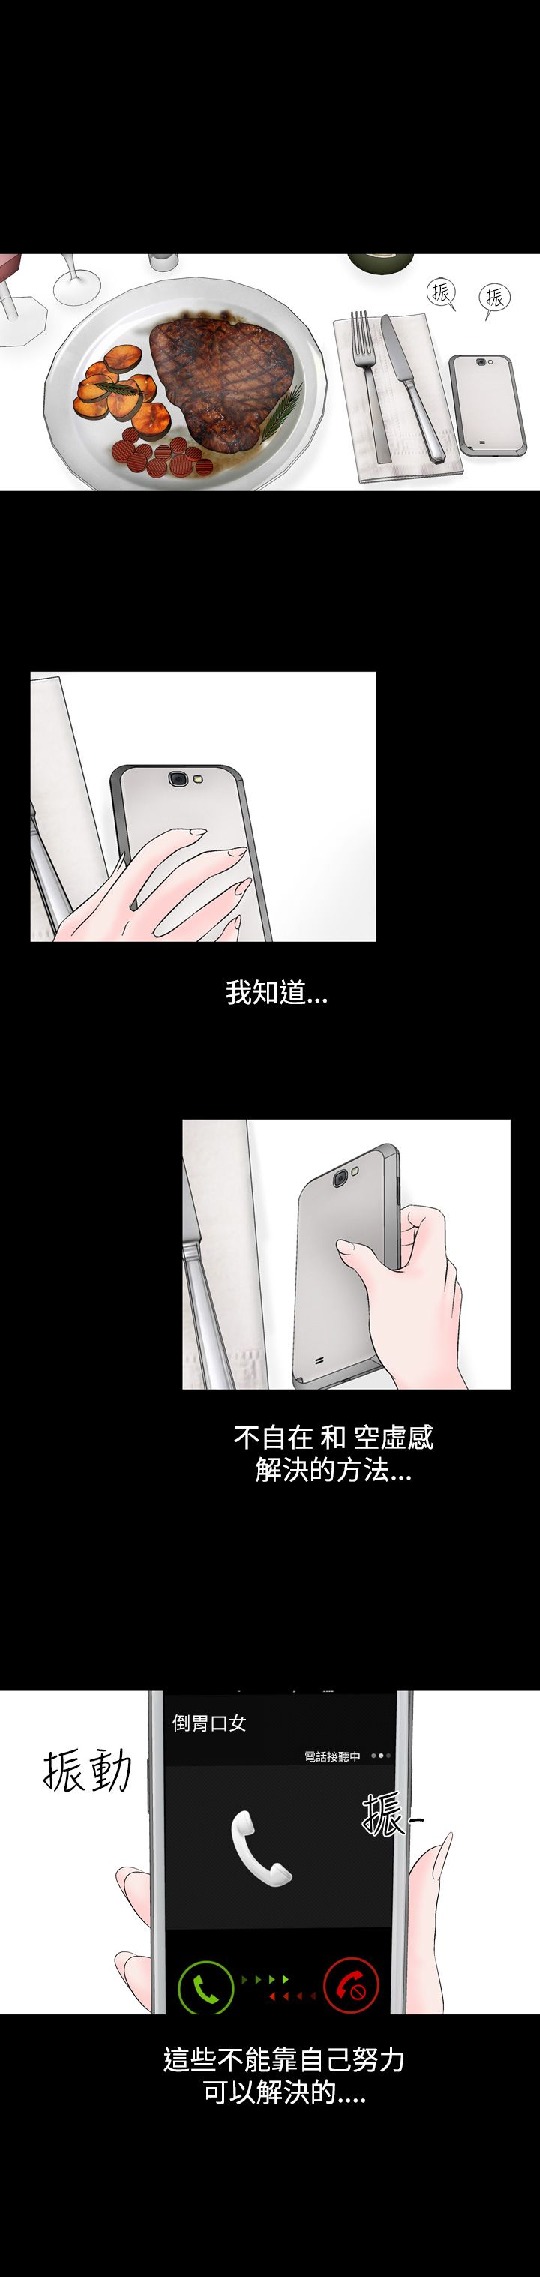 振
振
我知道...
不自在 和 空虛感
解決的方法...
倒胃口女
電話接聽中
振動
振-
這些不能靠自己努力
可以解決的....